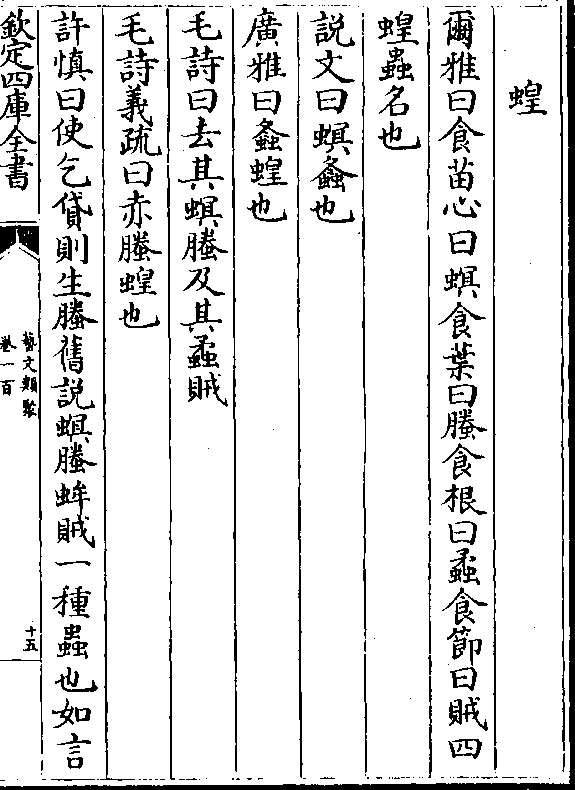 蝗
爾雅曰食苗心曰螟食葉曰螣食根曰蟊食節曰賊四
蝗蟲名也
説文曰螟螽也
廣雅曰螽蝗也
毛詩曰去其螟螣及其蟊賊
毛詩義疏曰赤螣蝗也
許慎曰使乞貸則生螣舊説螟螣蛑賊一種蟲也如言
欽定四庫全書
藝文類聚
卷一百
十五